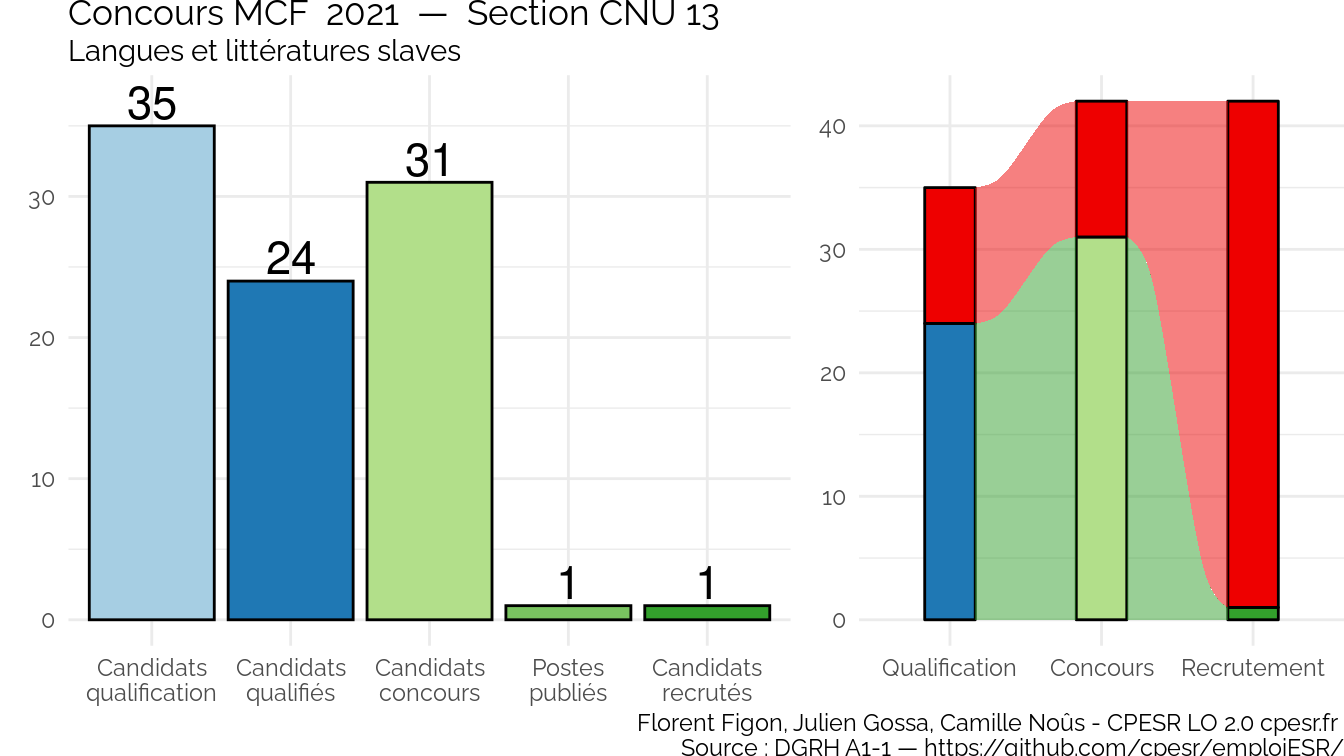 Concours MCF 2021 — Section CNU 13
Langues et littératures slaves
35
24
31
1
1
30
20
10
0
Candidats qualification
Candidats qualifiés
Candidats concours
Postes publiés
Candidats recrutés
40
30
20
10
0
Qualification
Concours
Recrutement
Florent Figon, Julien Gossa, Camille Noûs - CPESR LO 2.0 cpesr.fr
Source : DGRH A1-1 — https://github.com/cpesr/emploiESR/